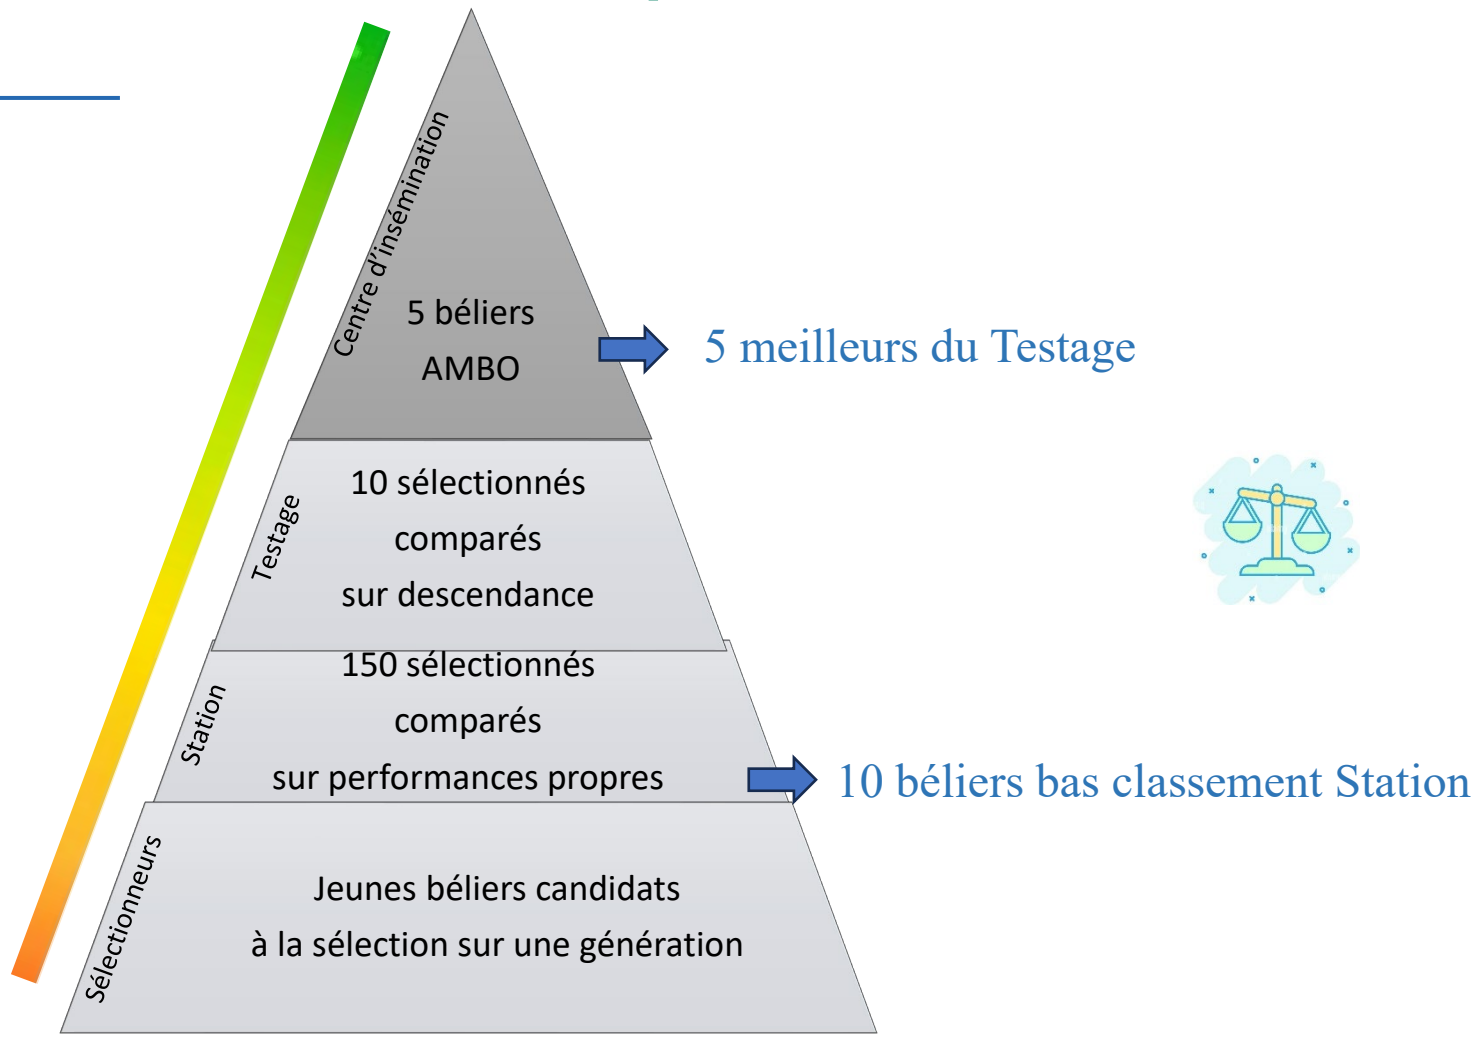 Centre d'insémination
5 béliers
AMBO
5 meilleurs du Testage
Testage
10 sélectionnés
comparés
sur descendance
Station
150 sélectionnés
comparés
sur performances propres
10 béliers bas classement Station
Sélectionneurs
Jeunes béliers candidats
à la sélection sur une génération